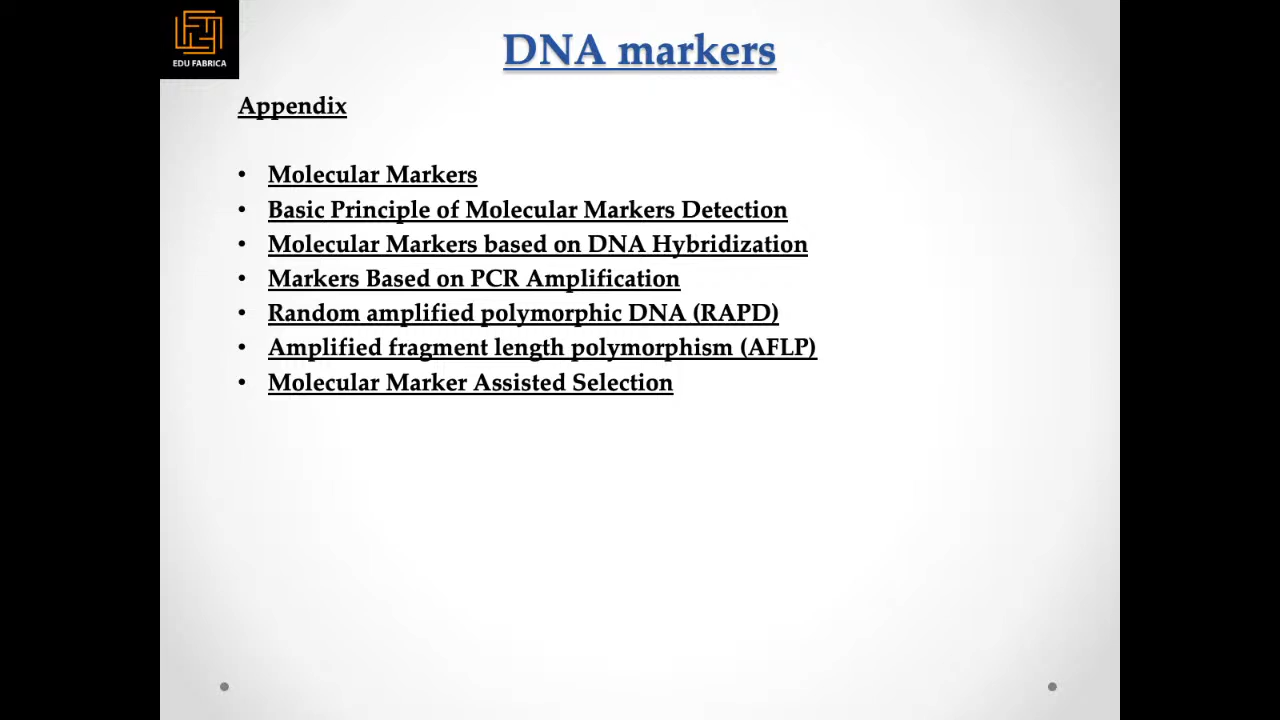 EDU FABRICA
DNA markers
Appendix
• Molecular Markers
• Basic Principle of Molecular Markers Detection
• Molecular Markers based on DNA Hybridization
• Markers Based on PCR Amplification
• Random amplified polymorphic DNA (RAPD)
• Amplified fragment length polymorphism (AFLP)
• Molecular Marker Assisted Selection